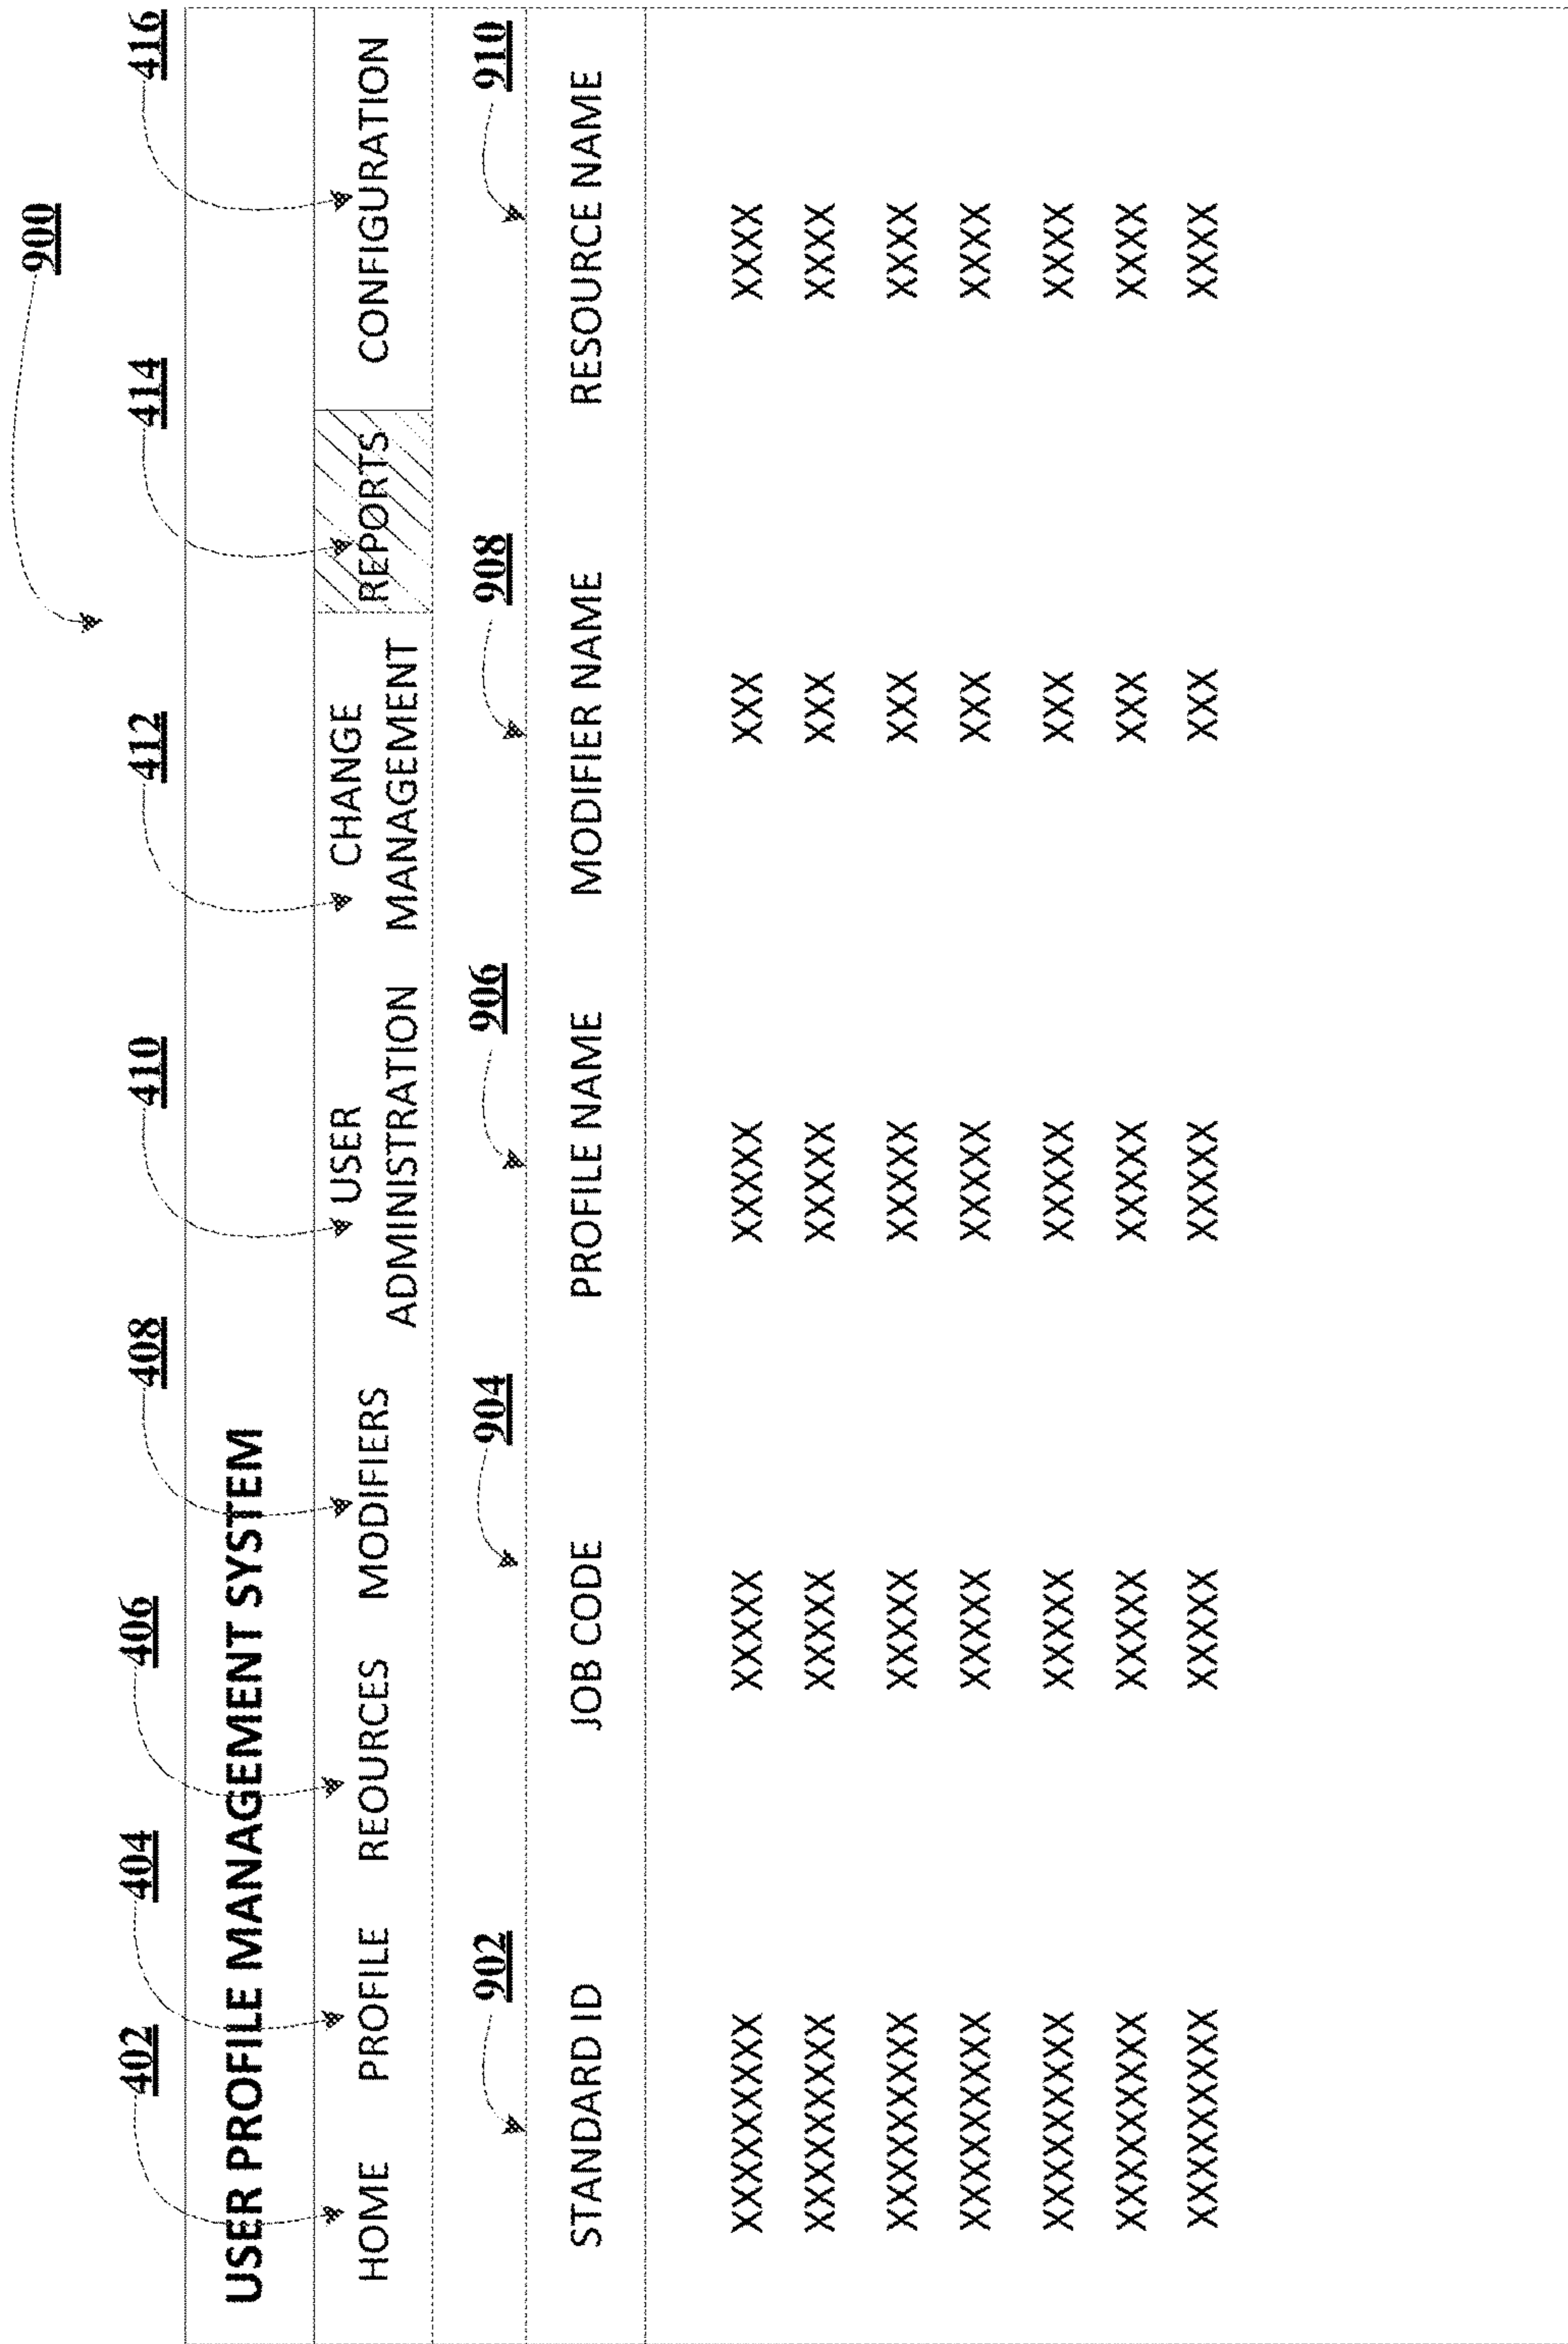 900
402 404 406 408 410 412 414 416
USER PROFILE MANAGEMENT SYSTEM
HOME PROFILE REOURCES MODIFIERS USER ADMINISTRATION CHANGE MANAGEMENT REPORTS CONFIGURATION
902 904 906 908 910
STANDARD ID JOB CODE PROFILE NAME MODIFIER NAME RESOURCE NAME
XXXXXXXXX XXXXX XXXXX XXX XXXX
XXXXXXXXX XXXXX XXXXX XXX XXXX
XXXXXXXXX XXXXX XXXXX XXX XXXX
XXXXXXXXX XXXXX XXXXX XXX XXXX
XXXXXXXXX XXXXX XXXXX XXX XXXX
XXXXXXXXX XXXXX XXXXX XXX XXXX
XXXXXXXXX XXXXX XXXXX XXX XXXX